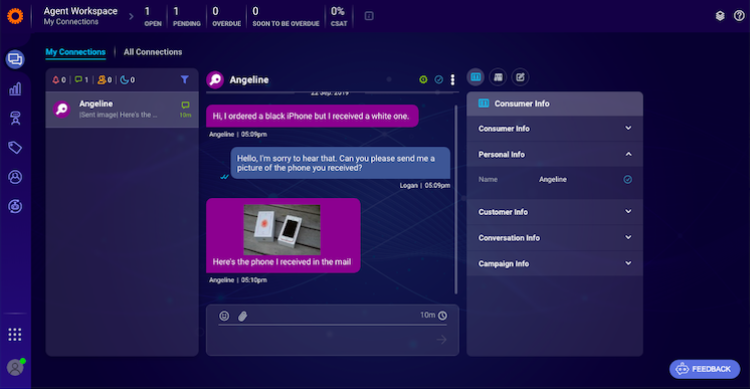 Agent Workspace
My Connections
1
OPEN
1
PENDING
0
OVERDUE
0
SOON TO BE OVERDUE
0%
CSAT
My Connections
All Connections
0
1
0
0
Angeline
|Sent image| Here's the ...
10m
Angeline
22 Sep. 2019
Hi, I ordered a black iPhone but I received a white one.
Angeline | 05:09pm
Hello, I'm sorry to hear that. Can you please send me a
picture of the phone you received?
Logan | 05:09pm
Here's the phone I received in the mail
Angeline | 05:10pm
10m
Consumer Info
Consumer Info
Personal Info
Name
Angeline
Customer Info
Conversation Info
Campaign Info
FEEDBACK